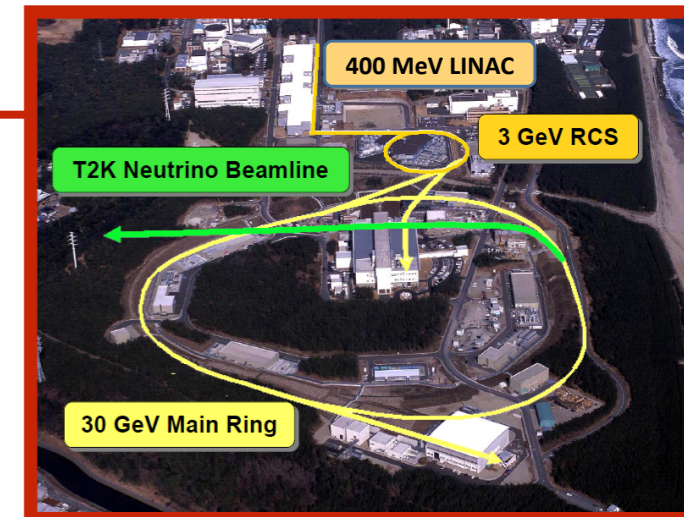 400 MeV LINAC
3 GeV RCS
T2K Neutrino Beamline
30 GeV Main Ring